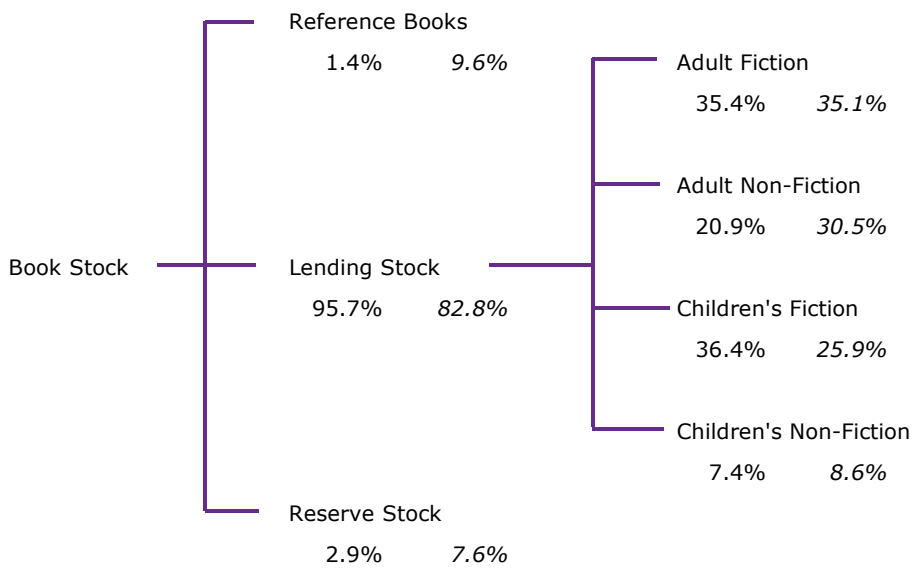 Reference Books
1.4% 9.6%
Adult Fiction
35.4% 35.1%
Adult Non-Fiction
20.9% 30.5%
Book Stock
Lending Stock
95.7% 82.8%
Children's Fiction
36.4% 25.9%
Children's Non-Fiction
7.4% 8.6%
Reserve Stock
2.9% 7.6%